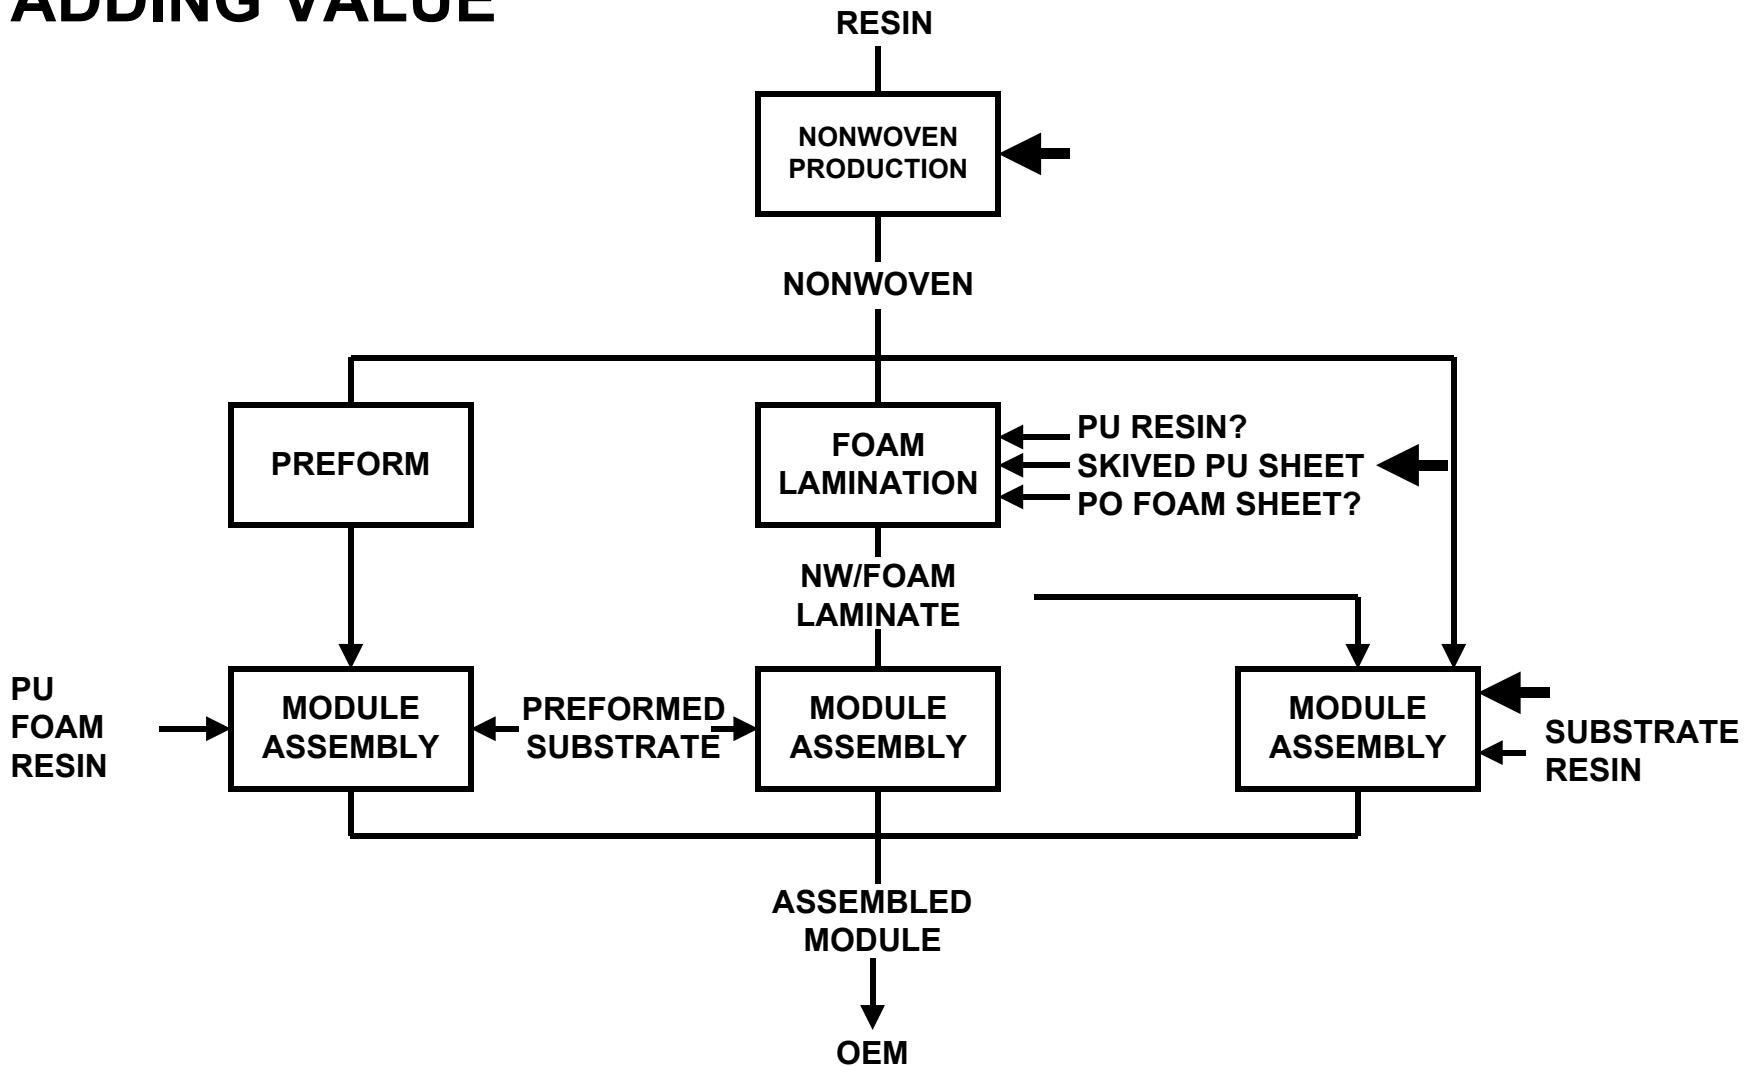 ADDING VALUE
RESIN
NONWOVEN
PRODUCTION
NONWOVEN
PREFORM
FOAM
LAMINATION
PU RESIN?
SKIVED PU SHEET
PO FOAM SHEET?
NW/FOAM
LAMINATE
PU
FOAM
RESIN
MODULE
ASSEMBLY
PREFORMED
SUBSTRATE
MODULE
ASSEMBLY
MODULE
ASSEMBLY
SUBSTRATE
RESIN
ASSEMBLED
MODULE
OEM